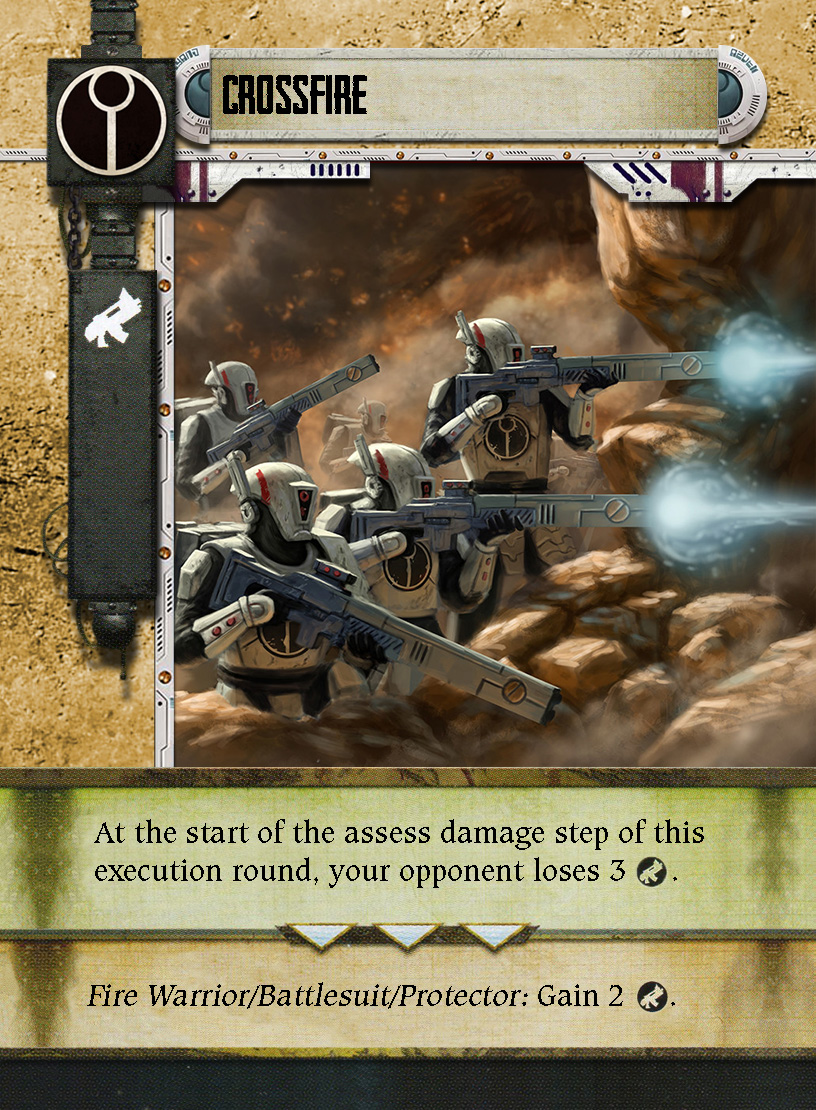 CROSSFIRE
At the start of the assess damage step of this
execution round, your opponent loses 3 .
Fire Warrior/Battlesuit/Protector: Gain 2 .